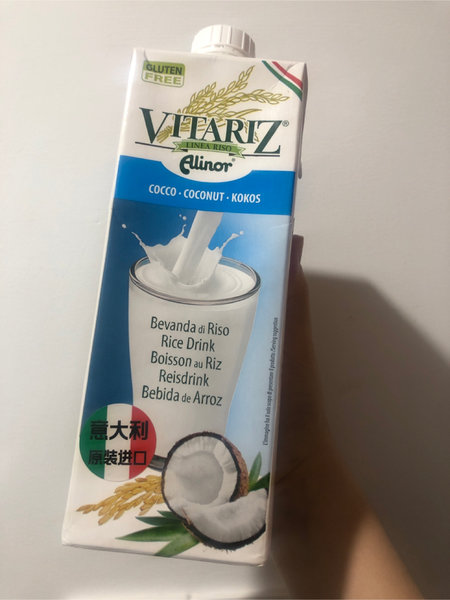 GLUTEN
FREE
VITARIZ®
LINEA RISO
Alinor®
COCCO · COCONUT · KOKOS
Bevanda di Riso
Rice Drink
Boisson au Riz
Reisdrink
Bebida de Arroz
意大利
原装进口